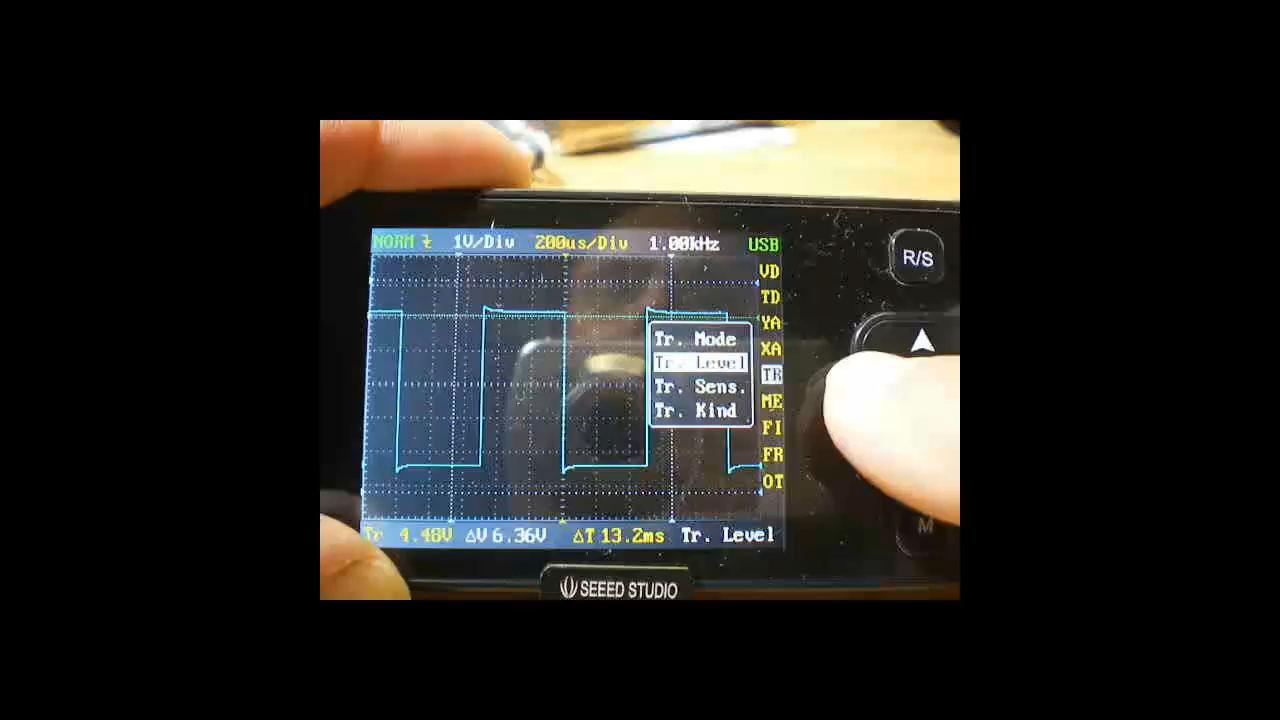 NORM 1V/Div 200us/Div 1.00kHz USB
VD
TD
YA
XA
TR
ME
FI
FR
OT
Tr. Mode
Tr. Level
Tr. Sens.
Tr. Kind
Tr 4.48V ΔV 6.36V ΔT 13.2ms Tr. Level
R/S
M
SEEED STUDIO